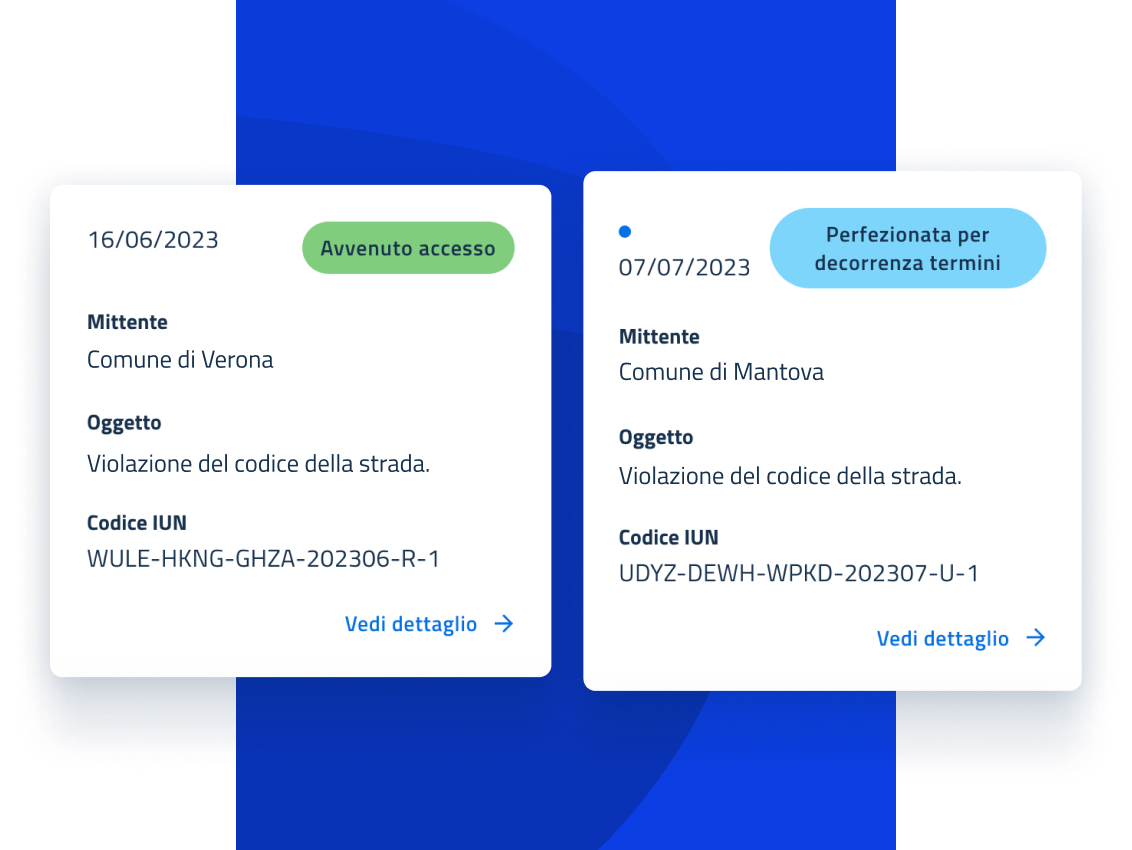 16/06/2023
Avvenuto accesso
Mittente
Comune di Verona
Oggetto
Violazione del codice della strada.
Codice IUN
WULE-HKNG-GHZA-202306-R-1
Vedi dettaglio
07/07/2023
Perfezionata per
decorrenza termini
Mittente
Comune di Mantova
Oggetto
Violazione del codice della strada.
Codice IUN
UDYZ-DEWH-WPKD-202307-U-1
Vedi dettaglio